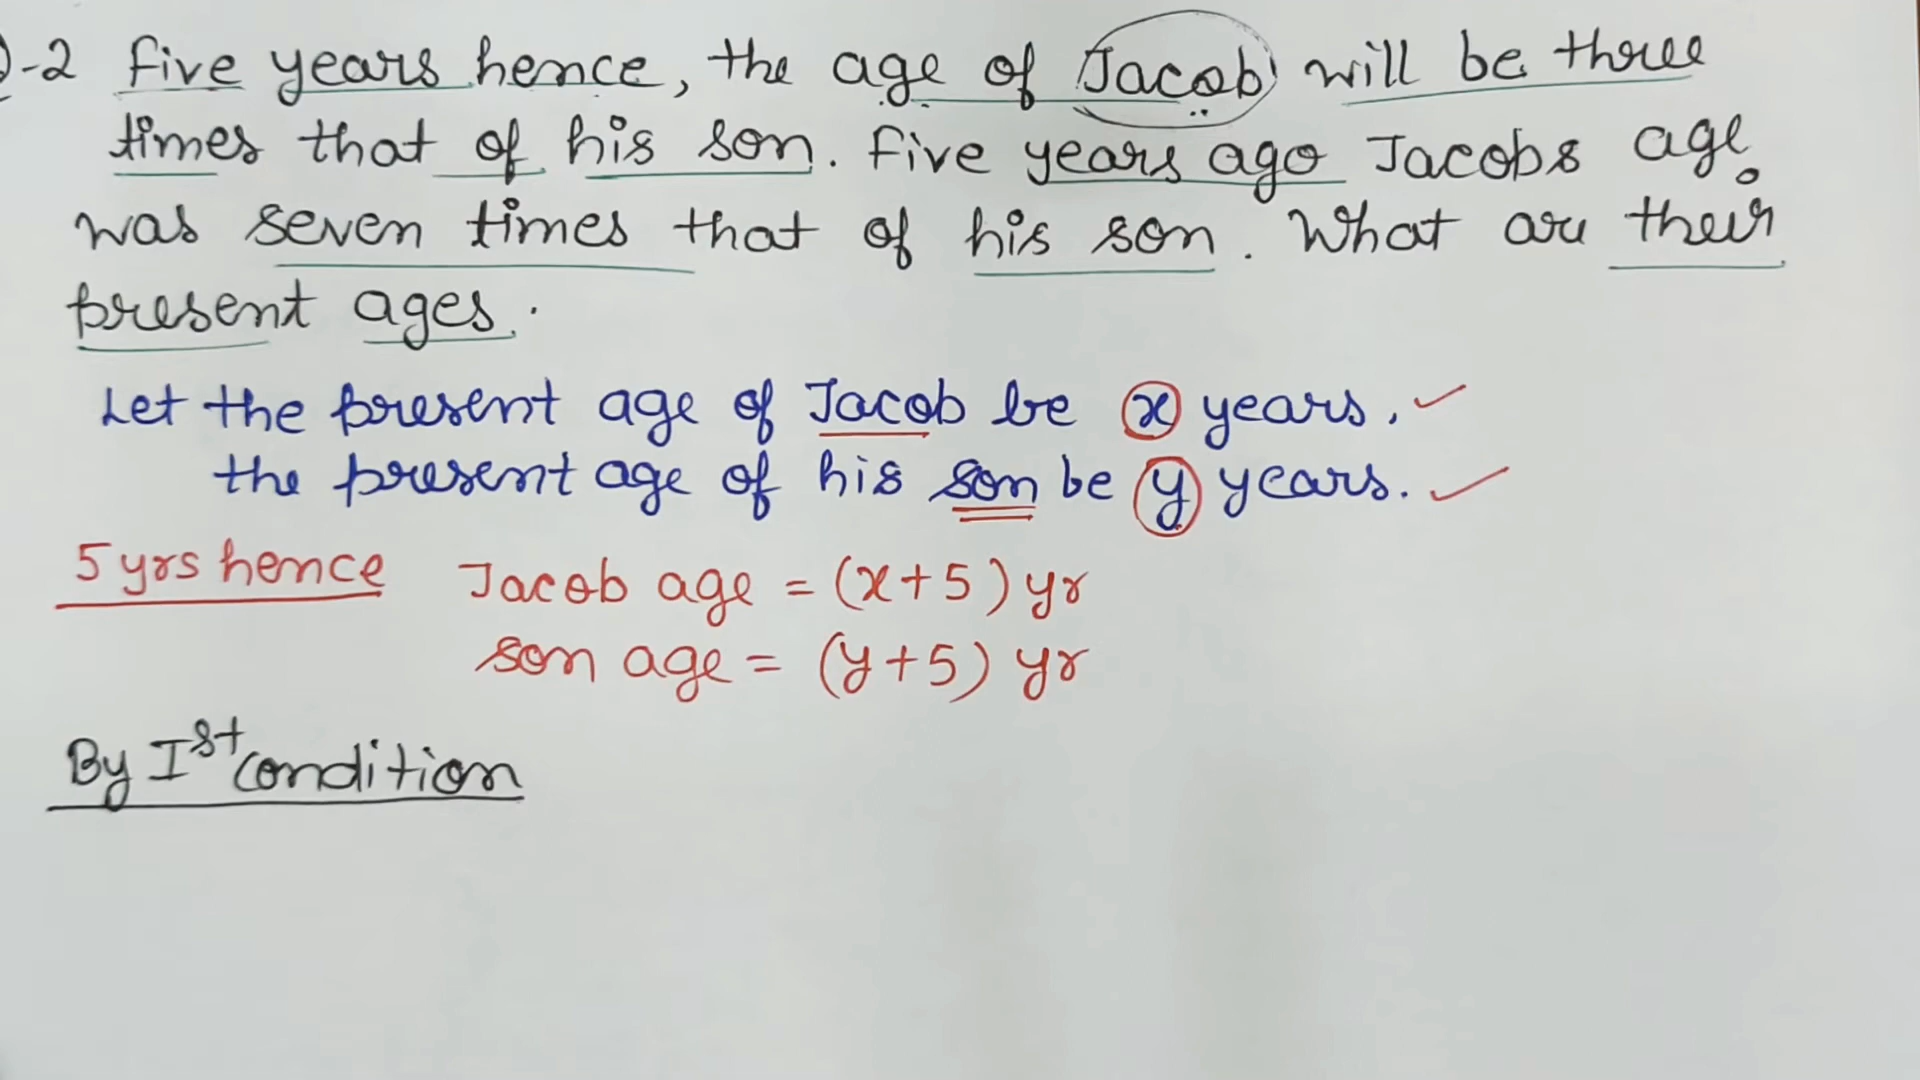 Q-2 Five years hence, the age of Jacob will be three
times that of his son. Five years ago Jacobs age
was seven times that of his son. What are their
present ages.
Let the present age of Jacob be x years.
the present age of his son be y years.
5 yrs hence Jacob age = (x+5) yr
son age = (y+5) yr
By Ist condition